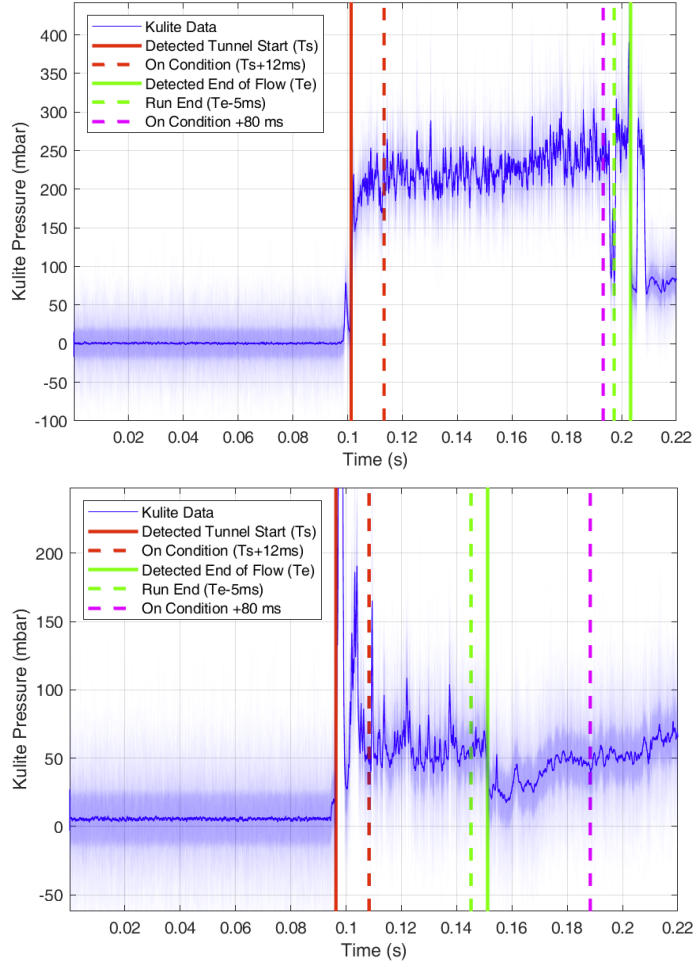 400
350
300
250
200
150
100
50
0
-50
-100
Kulite Pressure (mbar)
Kulite Data
Detected Tunnel Start (Ts)
On Condition (Ts+12ms)
Detected End of Flow (Te)
Run End (Te-5ms)
On Condition +80 ms
0.02 0.04 0.06 0.08 0.1 0.12 0.14 0.16 0.18 0.2 0.22
Time (s)
200
150
100
50
0
-50
Kulite Pressure (mbar)
Kulite Data
Detected Tunnel Start (Ts)
On Condition (Ts+12ms)
Detected End of Flow (Te)
Run End (Te-5ms)
On Condition +80 ms
0.02 0.04 0.06 0.08 0.1 0.12 0.14 0.16 0.18 0.2 0.22
Time (s)